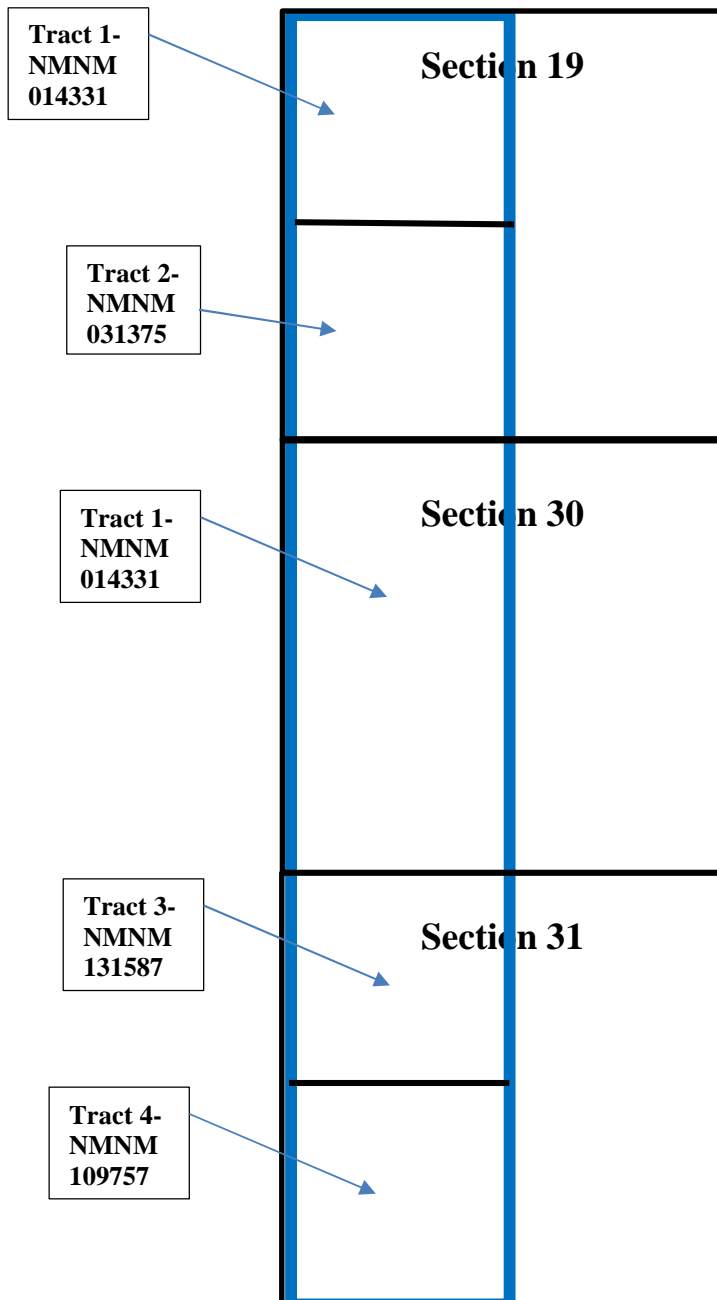 Tract 1-
NMNM
014331
Section 19
Tract 2-
NMNM
031375
Tract 1-
NMNM
014331
Section 30
Tract 3-
NMNM
131587
Section 31
Tract 4-
NMNM
109757